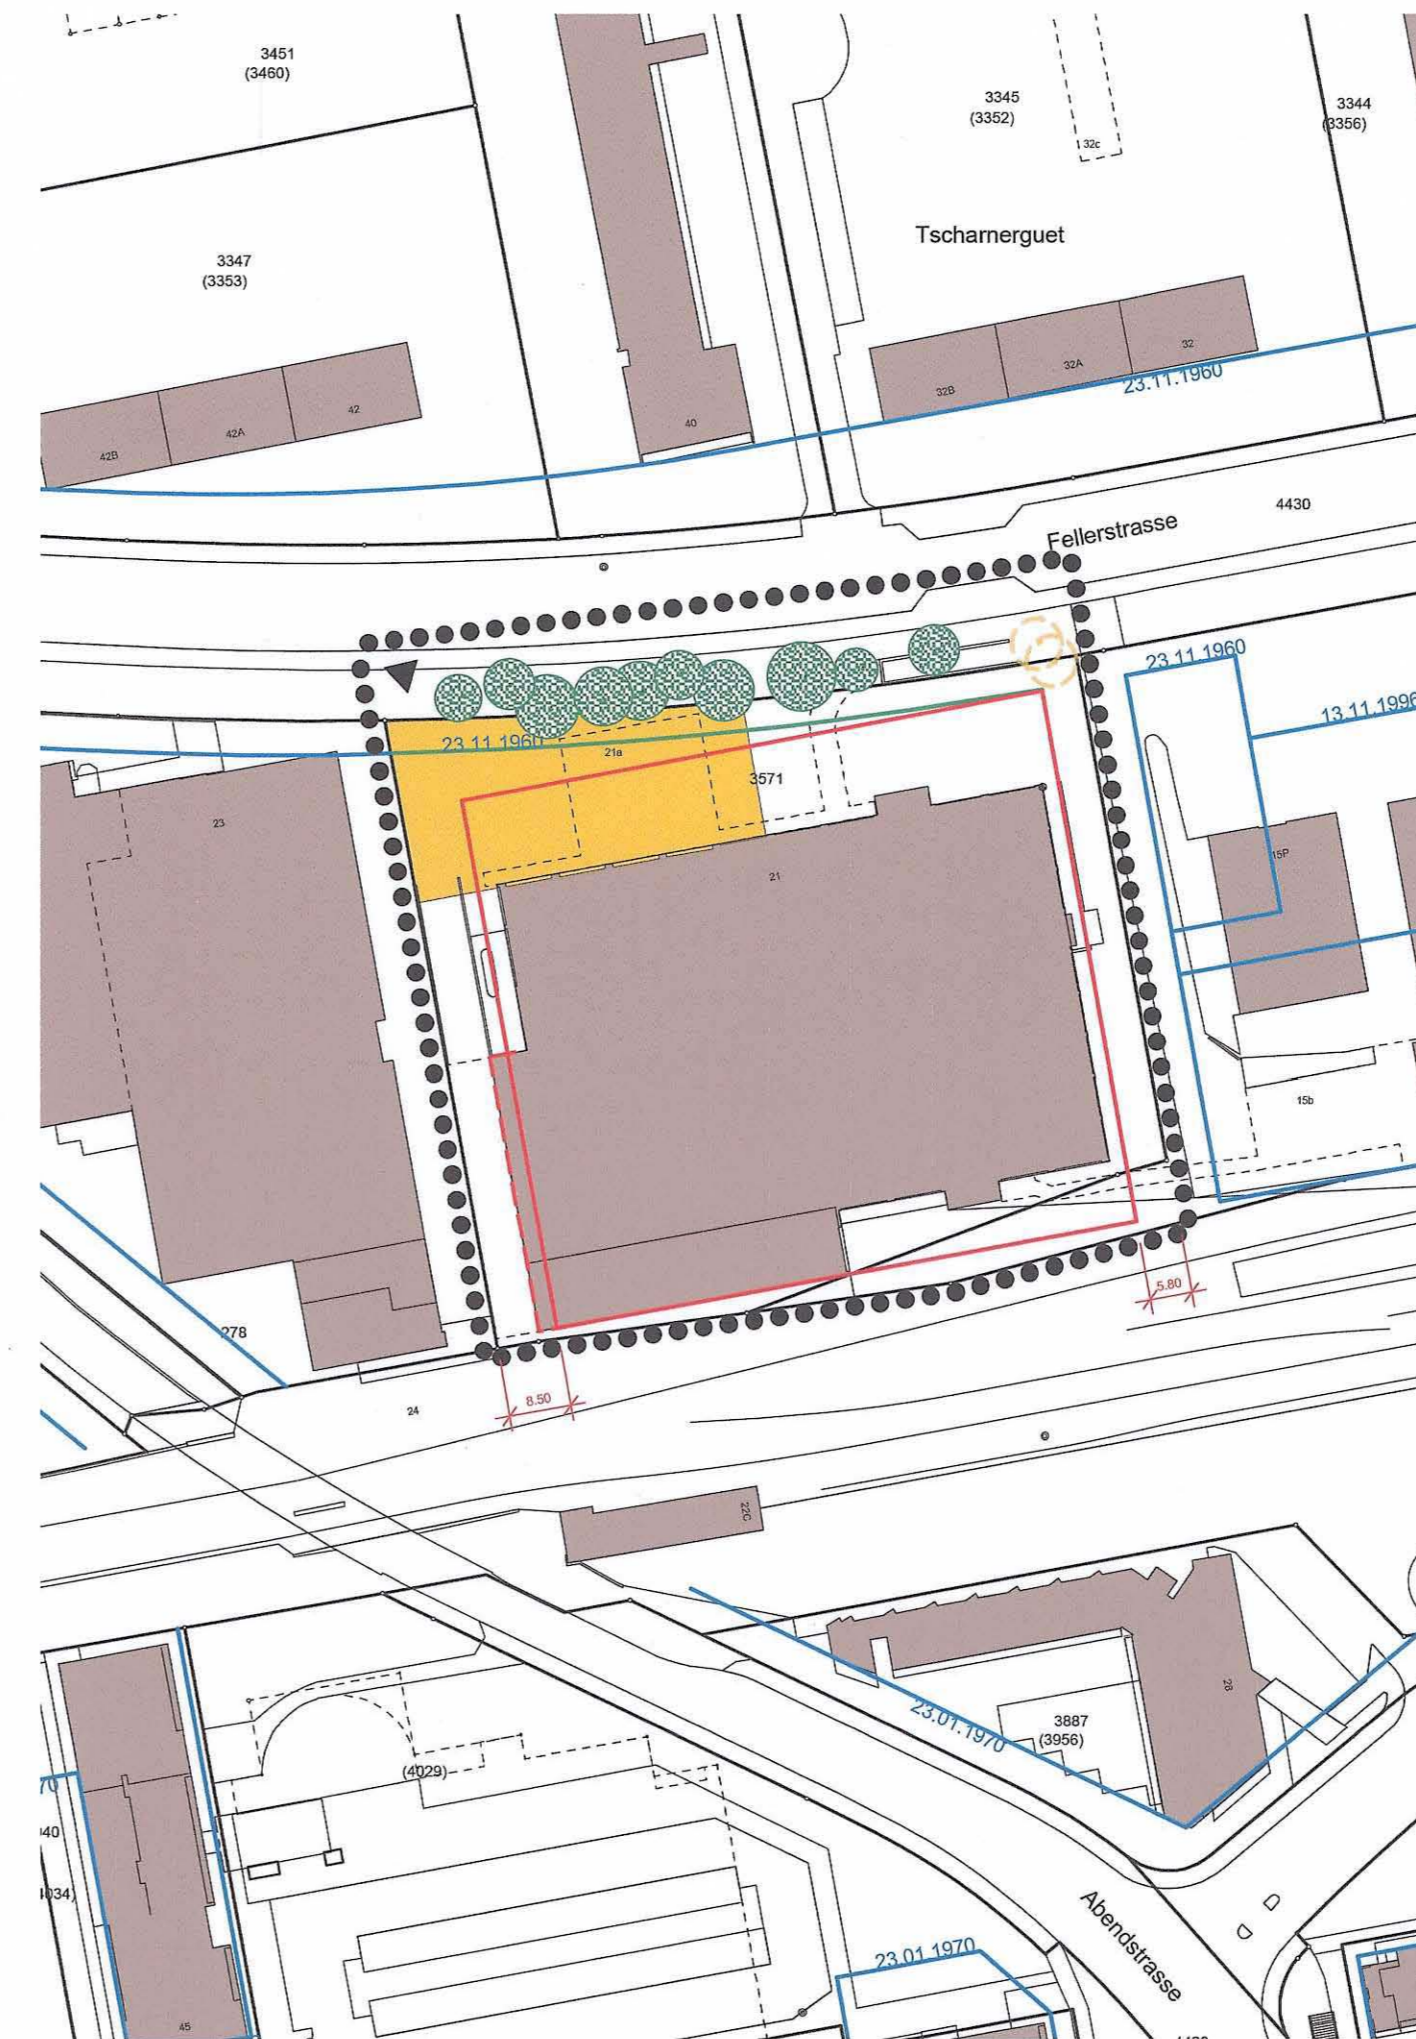 3451
(3460)
3345
(3352)
32c
3344
(3356)
Tscharnerguet
3347
(3353)
42B
42A
42
40
32B
32A
32
23.11.1960
4430
Fellerstrasse
23.11.1960
13.11.1996
23.11.1960
21a
3571
23
21
15P
15b
278
24
8.50
5.80
22C
28
23.01.1970
3887
(3956)
(4029)
70
Abendstrasse
23.01.1970
45